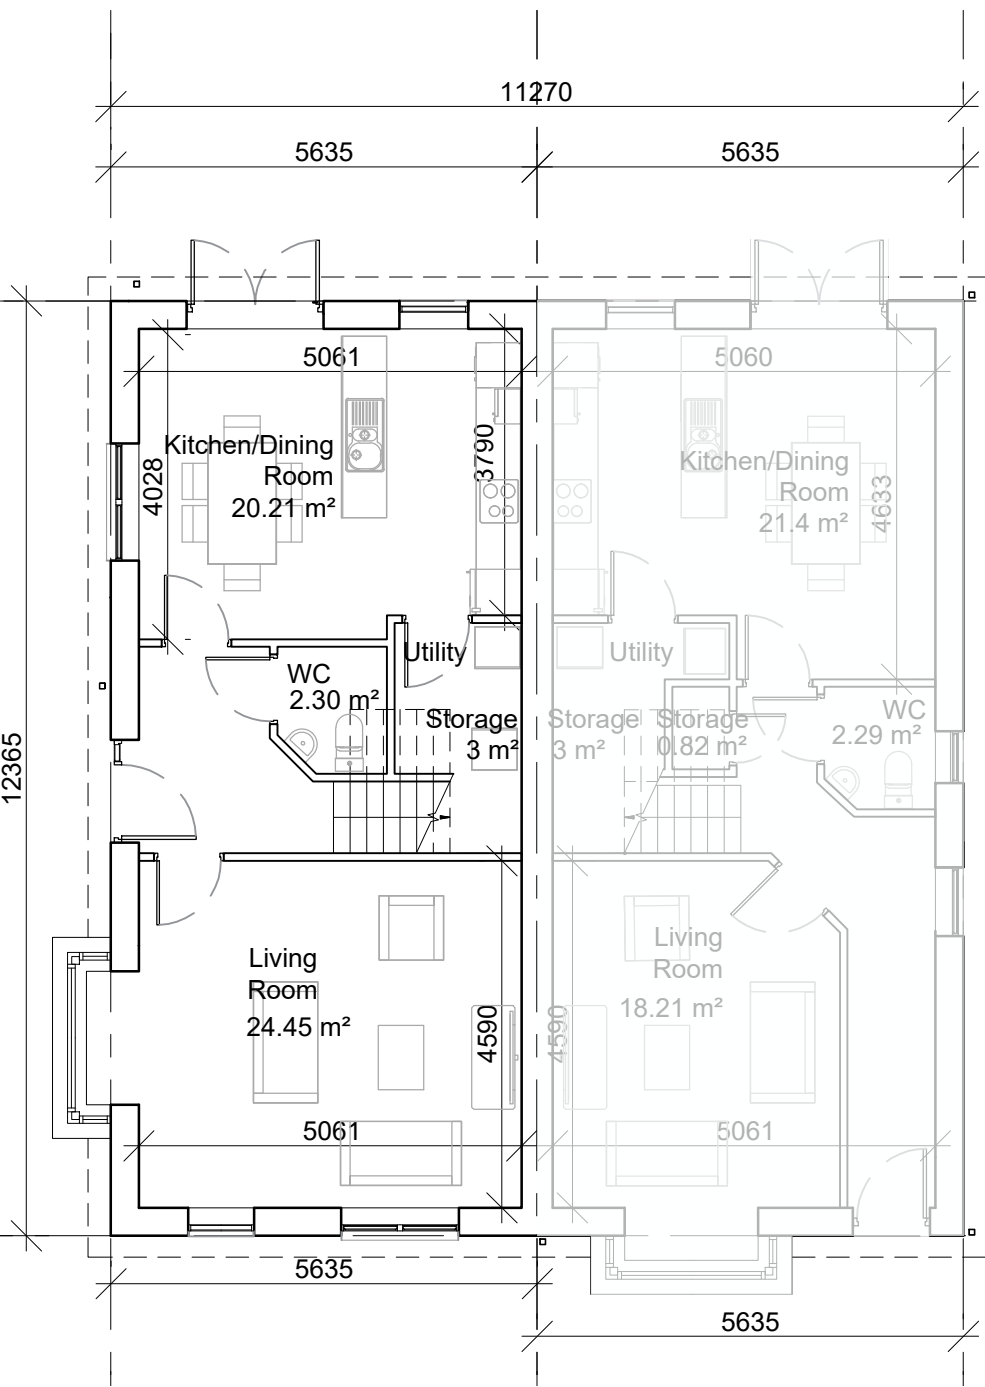 11270
5635
5635
5061
5060
Kitchen/Dining
Room
20.21 m²
4028
3790
Kitchen/Dining
Room
21.4 m²
4633
Utility
Utility
WC
2.30 m²
Storage
3 m²
Storage
3 m²
Storage
0.82 m²
WC
2.29 m²
12365
Living
Room
24.45 m²
4590
4590
Living
Room
18.21 m²
5061
5061
5635
5635